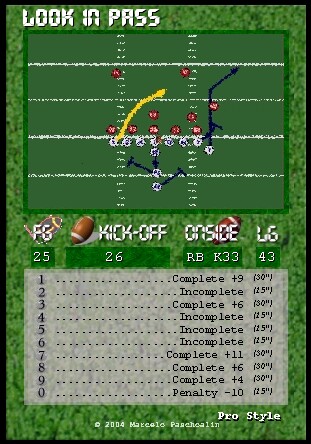 LOOK IN PASS
FG KICK-OFF ONSIDE LG
25 26 RB K33 43
1 ....................Complete +9 (30")
2 ....................Incomplete (15")
3 ....................Complete +6 (30")
4 ....................Incomplete (15")
5 ....................Incomplete (15")
6 ....................Incomplete (15")
7 ....................Complete +11 (30")
8 ....................Complete +6 (30")
9 ....................Complete +4 (30")
0 ....................Penalty -10 (15")
Pro Style
© 2004 Marcelo Paschoalin